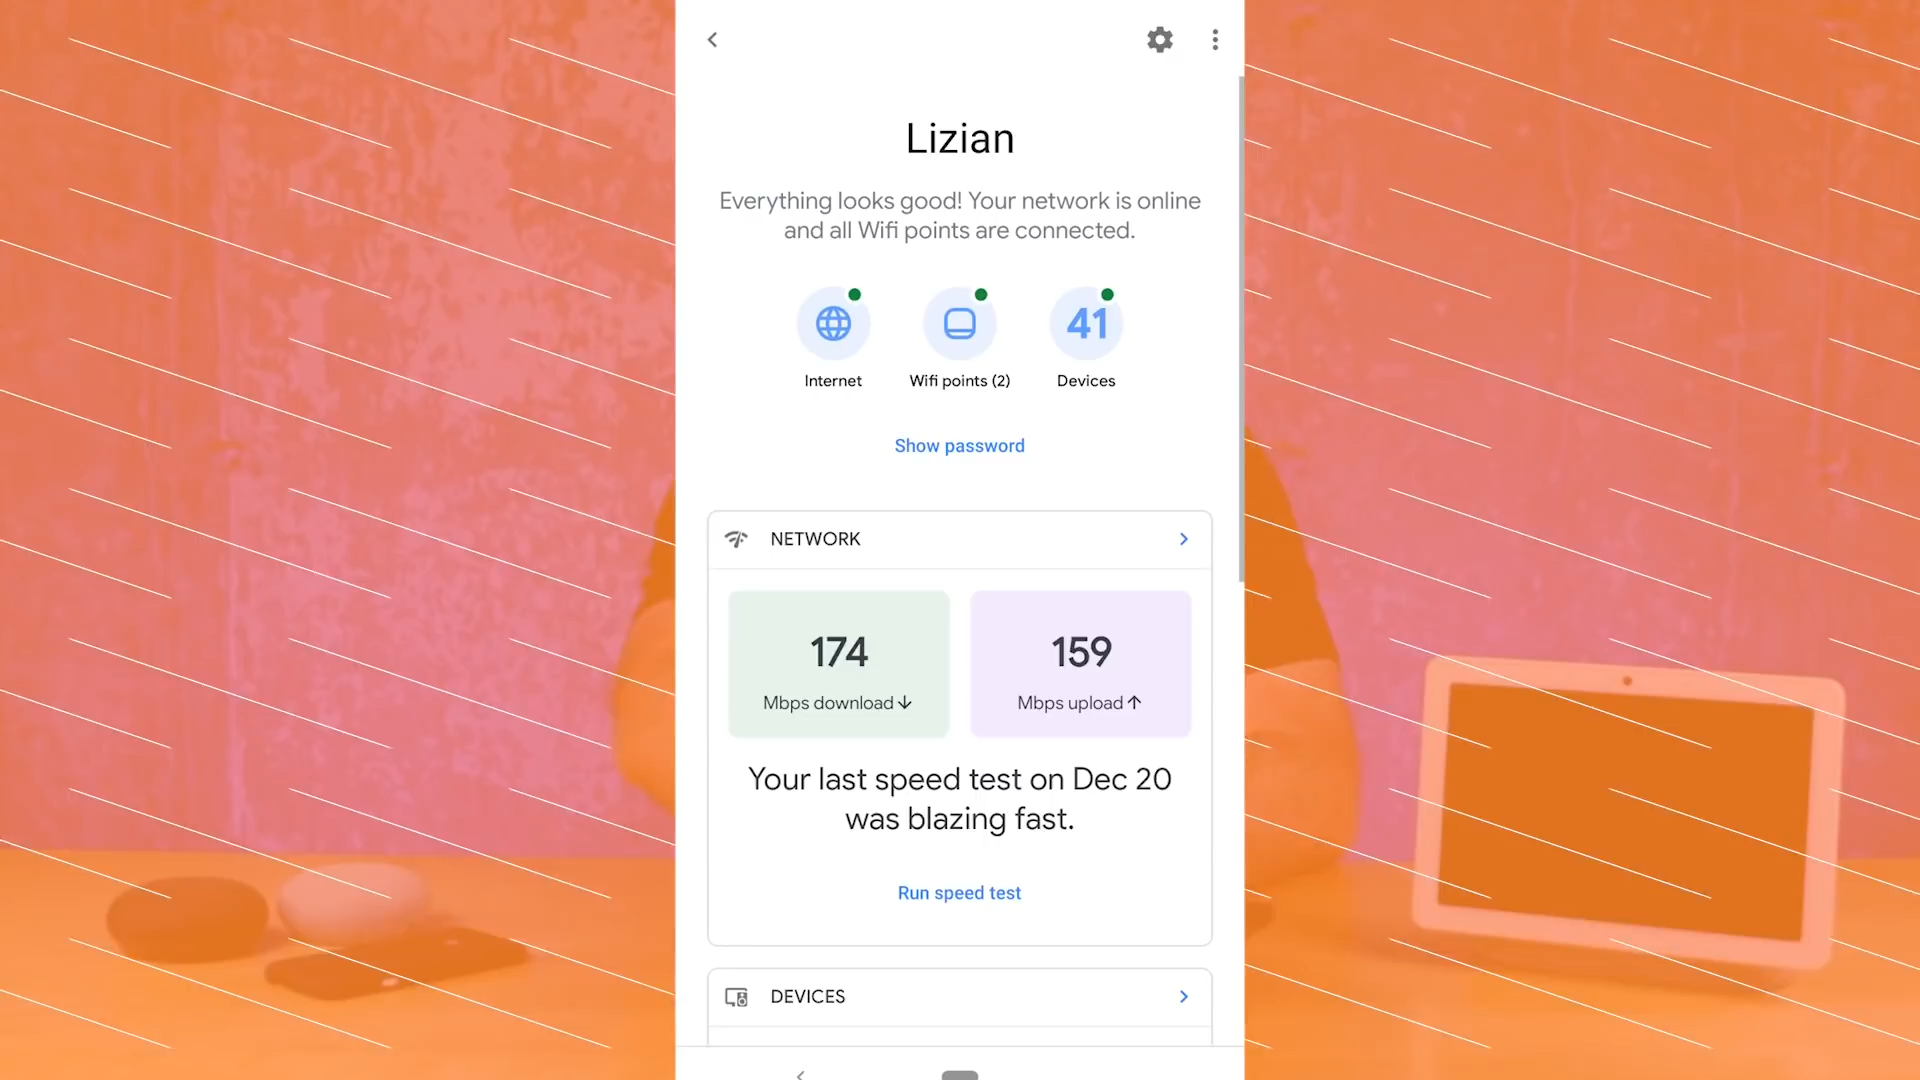 Lizian
Everything looks good! Your network is online
and all Wifi points are connected.
41
Internet
Wifi points (2)
Devices
Show password
NETWORK
174
Mbps download
159
Mbps upload
Your last speed test on Dec 20
was blazing fast.
Run speed test
DEVICES